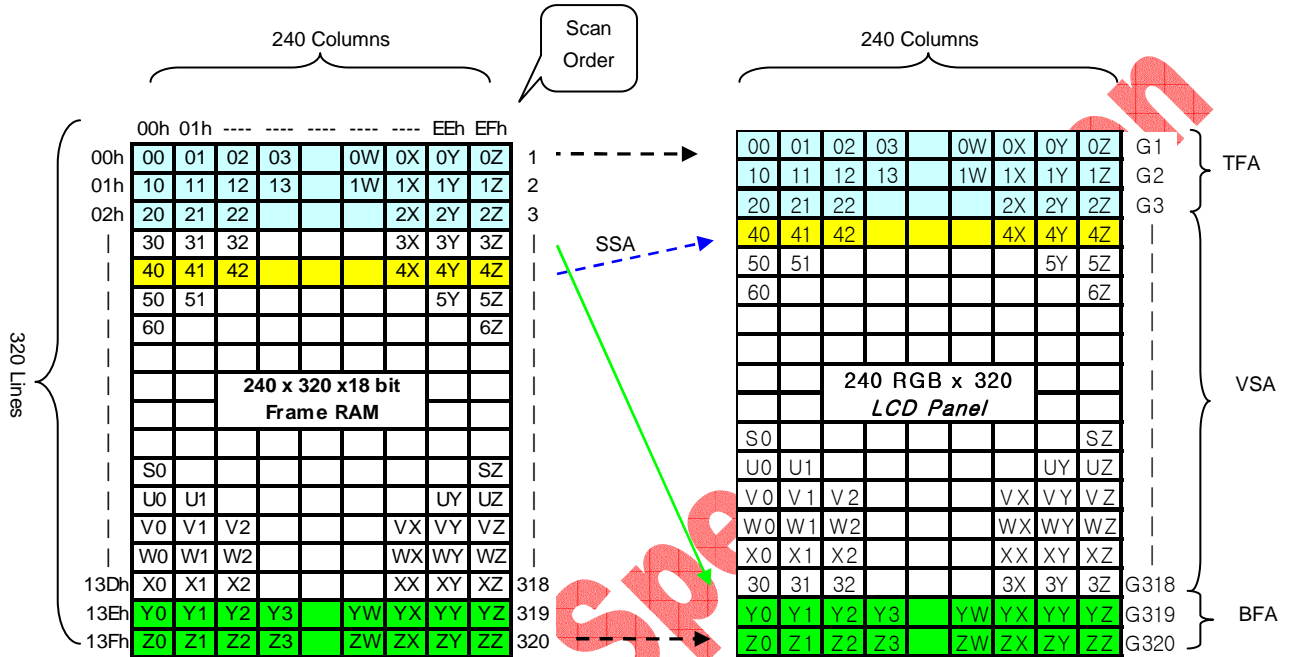 240 Columns
Scan
Order
240 Columns
00h 01h ---- ---- ---- ---- ---- EEh EFh
00h 00 01 02 03 0W 0X 0Y 0Z 1
01h 10 11 12 13 1W 1X 1Y 1Z 2
02h 20 21 22 2X 2Y 2Z 3
30 31 32 3X 3Y 3Z
40 41 42 4X 4Y 4Z
50 51 5Y 5Z
60 6Z
240 x 320 x18 bit
Frame RAM
S0 SZ
U0 U1 UY UZ
V0 V1 V2 VX VY VZ
W0 W1 W2 WX WY WZ
13Dh X0 X1 X2 XX XY XZ 318
13Eh Y0 Y1 Y2 Y3 YW YX YY YZ 319
13Fh Z0 Z1 Z2 Z3 ZW ZX ZY ZZ 320
320 Lines
SSA
00 01 02 03 0W 0X 0Y 0Z G1
10 11 12 13 1W 1X 1Y 1Z G2
20 21 22 2X 2Y 2Z G3
40 41 42 4X 4Y 4Z
50 51 5Y 5Z
60 6Z
240 RGB x 320
LCD Panel
S0 SZ
U0 U1 UY UZ
V0 V1 V2 VX VY VZ
W0 W1 W2 WX WY WZ
X0 X1 X2 XX XY XZ
30 31 32 3X 3Y 3Z G318
Y0 Y1 Y2 Y3 YW YX YY YZ G319
Z0 Z1 Z2 Z3 ZW ZX ZY ZZ G320
TFA
VSA
BFA